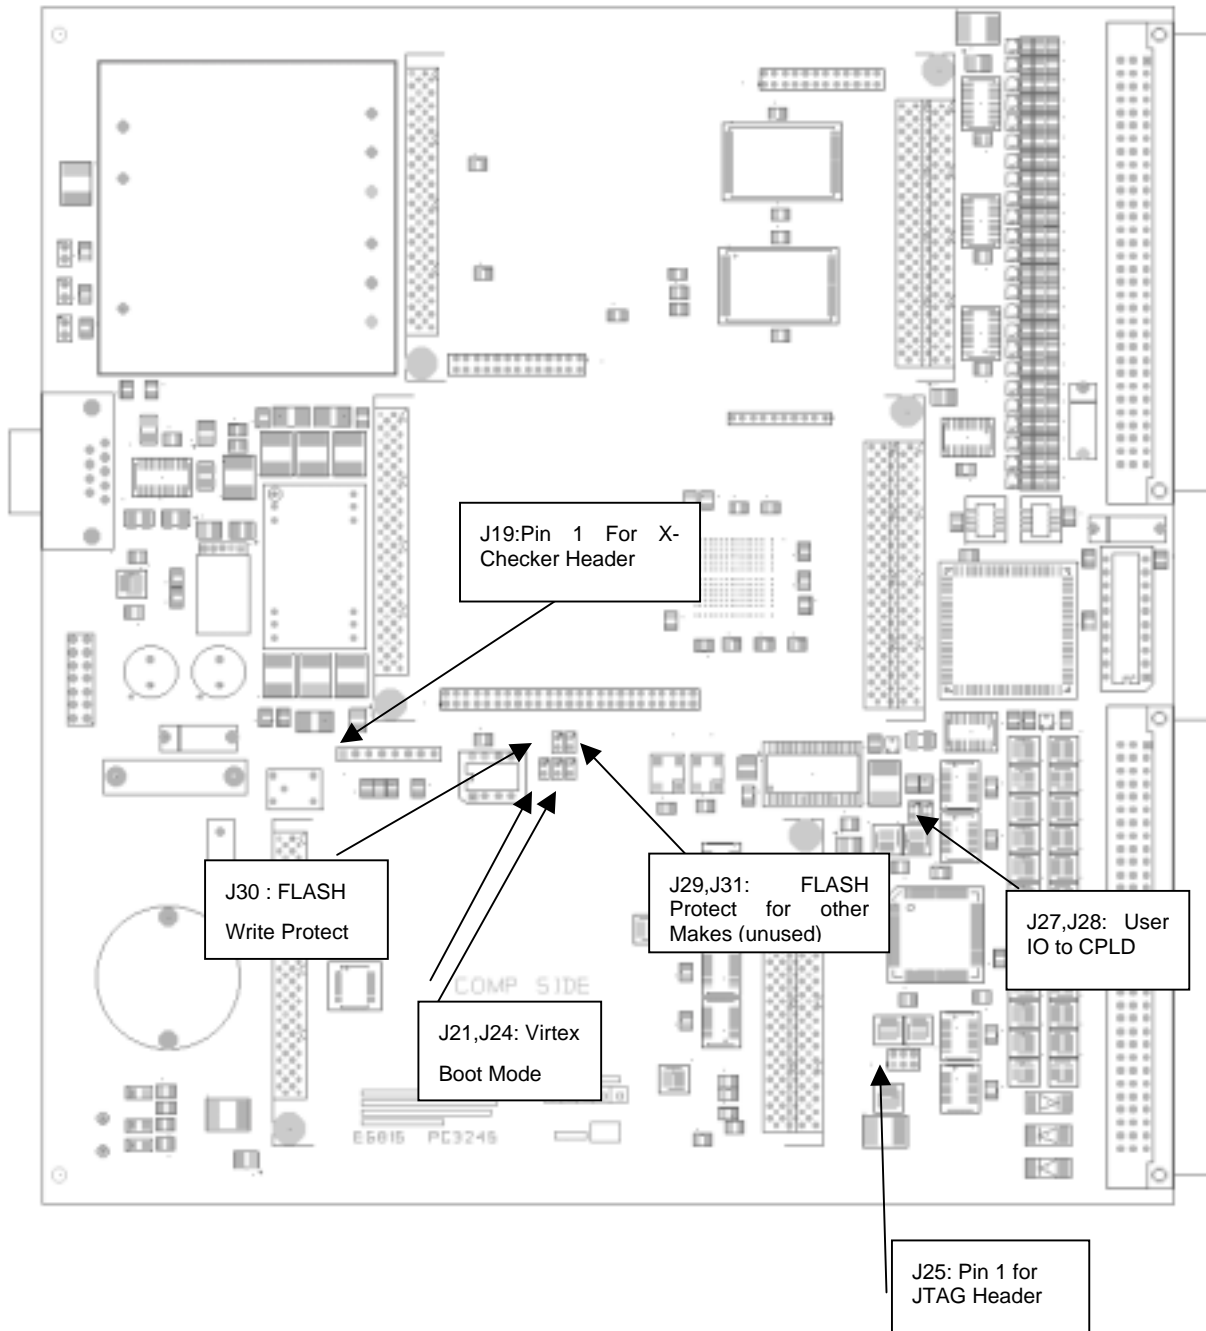 J19:Pin 1 For X-
Checker Header
J30 : FLASH
Write Protect
J29,J31: FLASH
Protect for other
Makes (unused)
J27,J28: User
IO to CPLD
COMP SIDE
J21,J24: Virtex
Boot Mode
E6815 PC3245
J25: Pin 1 for
JTAG Header